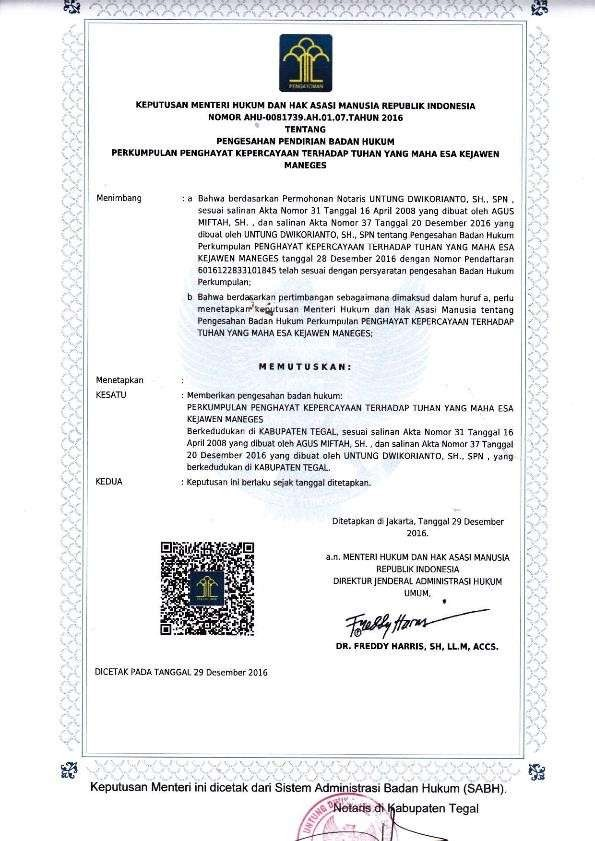 PENGAYOMAN
KEPUTUSAN MENTERI HUKUM DAN HAK ASASI MANUSIA REPUBLIK INDONESIA
NOMOR AHU-0081739.AH.01.07.TAHUN 2016
TENTANG
PENGESAHAN PENDIRIAN BADAN HUKUM
PERKUMPULAN PENGHAYAT KEPERCAYAAN TERHADAP TUHAN YANG MAHA ESA KEJAWEN
MANEGES
Menimbang : a Bahwa berdasarkan Permohonan Notaris UNTUNG DWIKORIANTO, SH., SPN ,
sesuai salinan Akta Nomor 31 Tanggal 16 April 2008 yang dibuat oleh AGUS
MIFTAH, SH. , dan salinan Akta Nomor 37 Tanggal 20 Desember 2016 yang
dibuat oleh UNTUNG DWIKORIANTO, SH., SPN tentang Pengesahan Badan Hukum
Perkumpulan PENGHAYAT KEPERCAYAAN TERHADAP TUHAN YANG MAHA ESA
KEJAWEN MANEGES tanggal 28 Desember 2016 dengan Nomor Pendaftaran
6016122833101845 telah sesuai dengan persyaratan pengesahan Badan Hukum
Perkumpulan;
b Bahwa berdasarkan pertimbangan sebagaimana dimaksud dalam huruf a, perlu
menetapkan keputusan Menteri Hukum dan Hak Asasi Manusia tentang
Pengesahan Badan Hukum Perkumpulan PENGHAYAT KEPERCAYAAN TERHADAP
TUHAN YANG MAHA ESA KEJAWEN MANEGES;
MEMUTUSKAN:
Menetapkan :
KESATU : Memberikan pengesahan badan hukum:
PERKUMPULAN PENGHAYAT KEPERCAYAAN TERHADAP TUHAN YANG MAHA ESA
KEJAWEN MANEGES
Berkedudukan di KABUPATEN TEGAL, sesuai salinan Akta Nomor 31 Tanggal 16
April 2008 yang dibuat oleh AGUS MIFTAH, SH. , dan salinan Akta Nomor 37 Tanggal
20 Desember 2016 yang dibuat oleh UNTUNG DWIKORIANTO, SH., SPN , yang
berkedudukan di KABUPATEN TEGAL.
KEDUA : Keputusan ini berlaku sejak tanggal ditetapkan.
Ditetapkan di Jakarta, Tanggal 29 Desember
2016.
a.n. MENTERI HUKUM DAN HAK ASASI MANUSIA
REPUBLIK INDONESIA
DIREKTUR JENDERAL ADMINISTRASI HUKUM
UMUM,
Freddy Harris
DR. FREDDY HARRIS, SH, LL.M, ACCS.
DICETAK PADA TANGGAL 29 Desember 2016
Keputusan Menteri ini dicetak dari Sistem Administrasi Badan Hukum (SABH).
Notaris di Kabupaten Tegal
UNTUNG